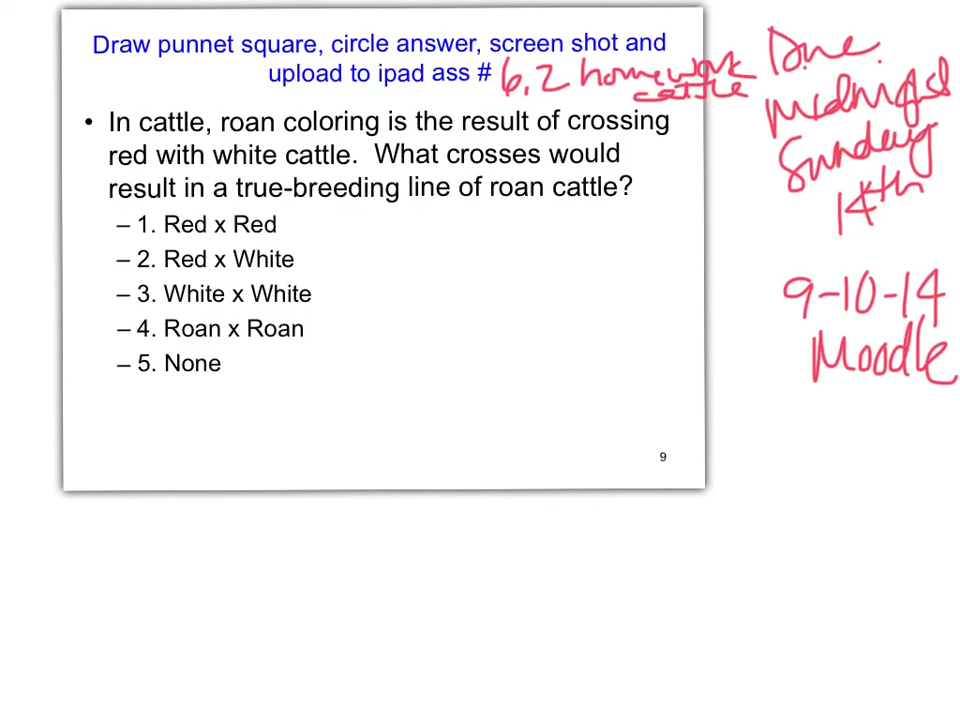 Draw punnet square, circle answer, screen shot and
upload to ipad ass # 6.2 homework
cattle
• In cattle, roan coloring is the result of crossing
red with white cattle. What crosses would
result in a true-breeding line of roan cattle?
– 1. Red x Red
– 2. Red x White
– 3. White x White
– 4. Roan x Roan
– 5. None
9
Due
Midnight
Sunday
14th
9-10-14
Moodle